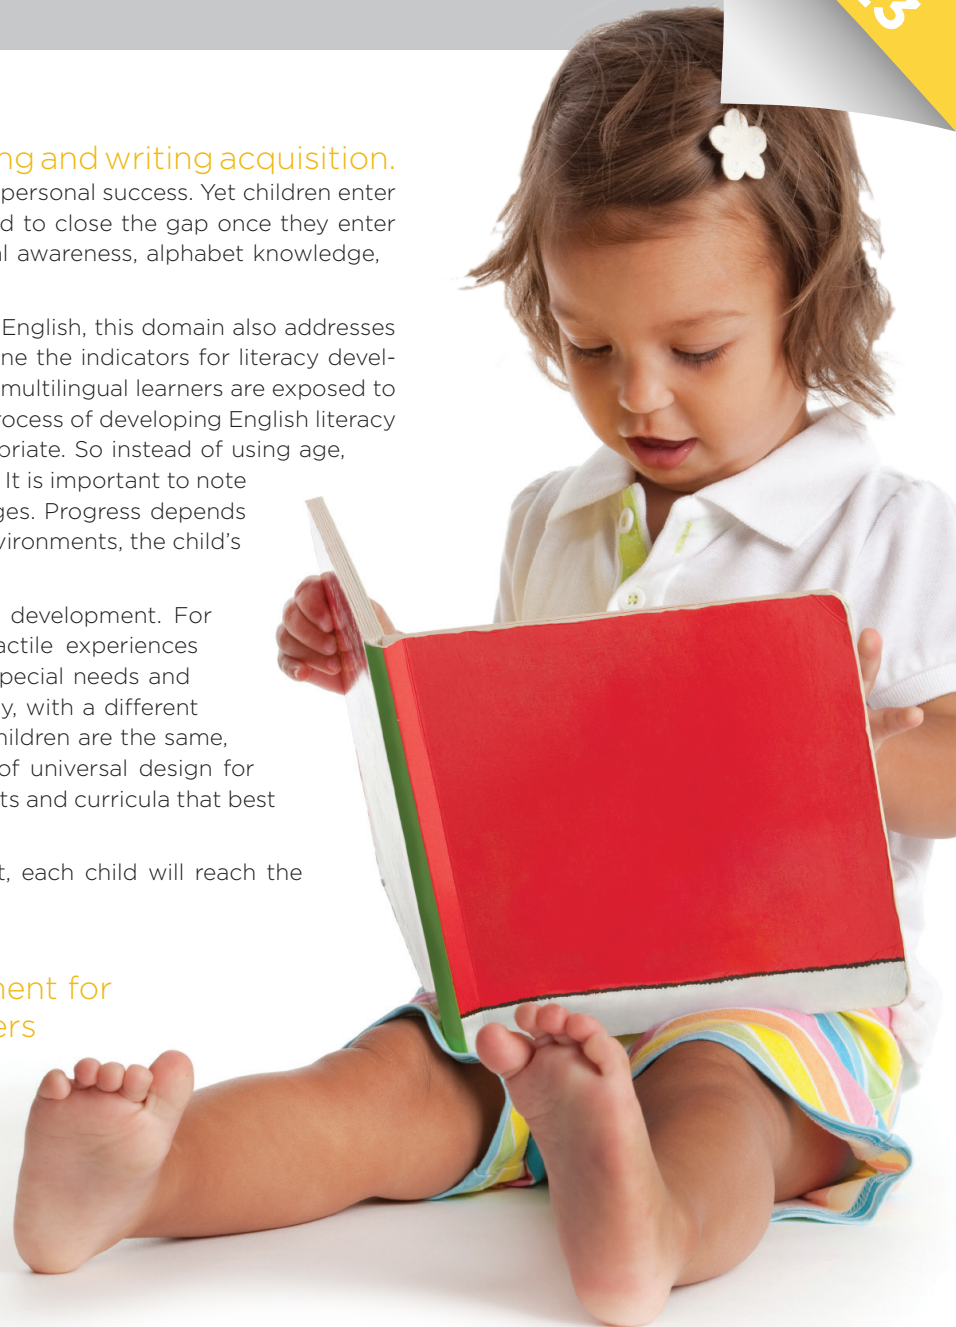 ng and writing acquisition.
personal success. Yet children enter
d to close the gap once they enter
l awareness, alphabet knowledge,
English, this domain also addresses
ne the indicators for literacy devel-
multilingual learners are exposed to
rocess of developing English literacy
priate. So instead of using age,
It is important to note
ges. Progress depends
vironments, the child’s
development. For
actile experiences
pecial needs and
y, with a different
hildren are the same,
of universal design for
ts and curricula that best
t, each child will reach the
nent for
ers